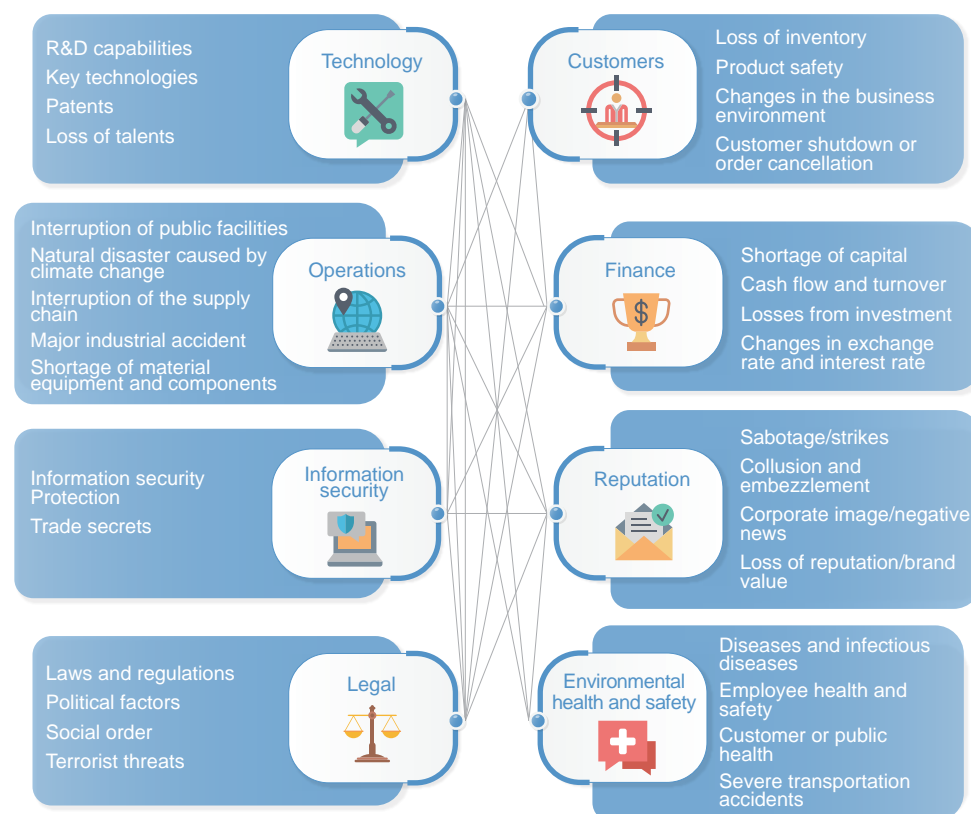 R&D capabilities
Key technologies
Patents
Loss of talents
Technology
Customers
Loss of inventory
Product safety
Changes in the business
environment
Customer shutdown or
order cancellation
Interruption of public facilities
Natural disaster caused by
climate change
Interruption of the supply
chain
Major industrial accident
Shortage of material
equipment and components
Operations
Finance
$
Shortage of capital
Cash flow and turnover
Losses from investment
Changes in exchange
rate and interest rate
Information security
Protection
Trade secrets
Information
security
Reputation
Sabotage/strikes
Collusion and
embezzlement
Corporate image/negative
news
Loss of reputation/brand
value
Laws and regulations
Political factors
Social order
Terrorist threats
Legal
Environmental
health and safety
Diseases and infectious
diseases
Employee health and
safety
Customer or public
health
Severe transportation
accidents